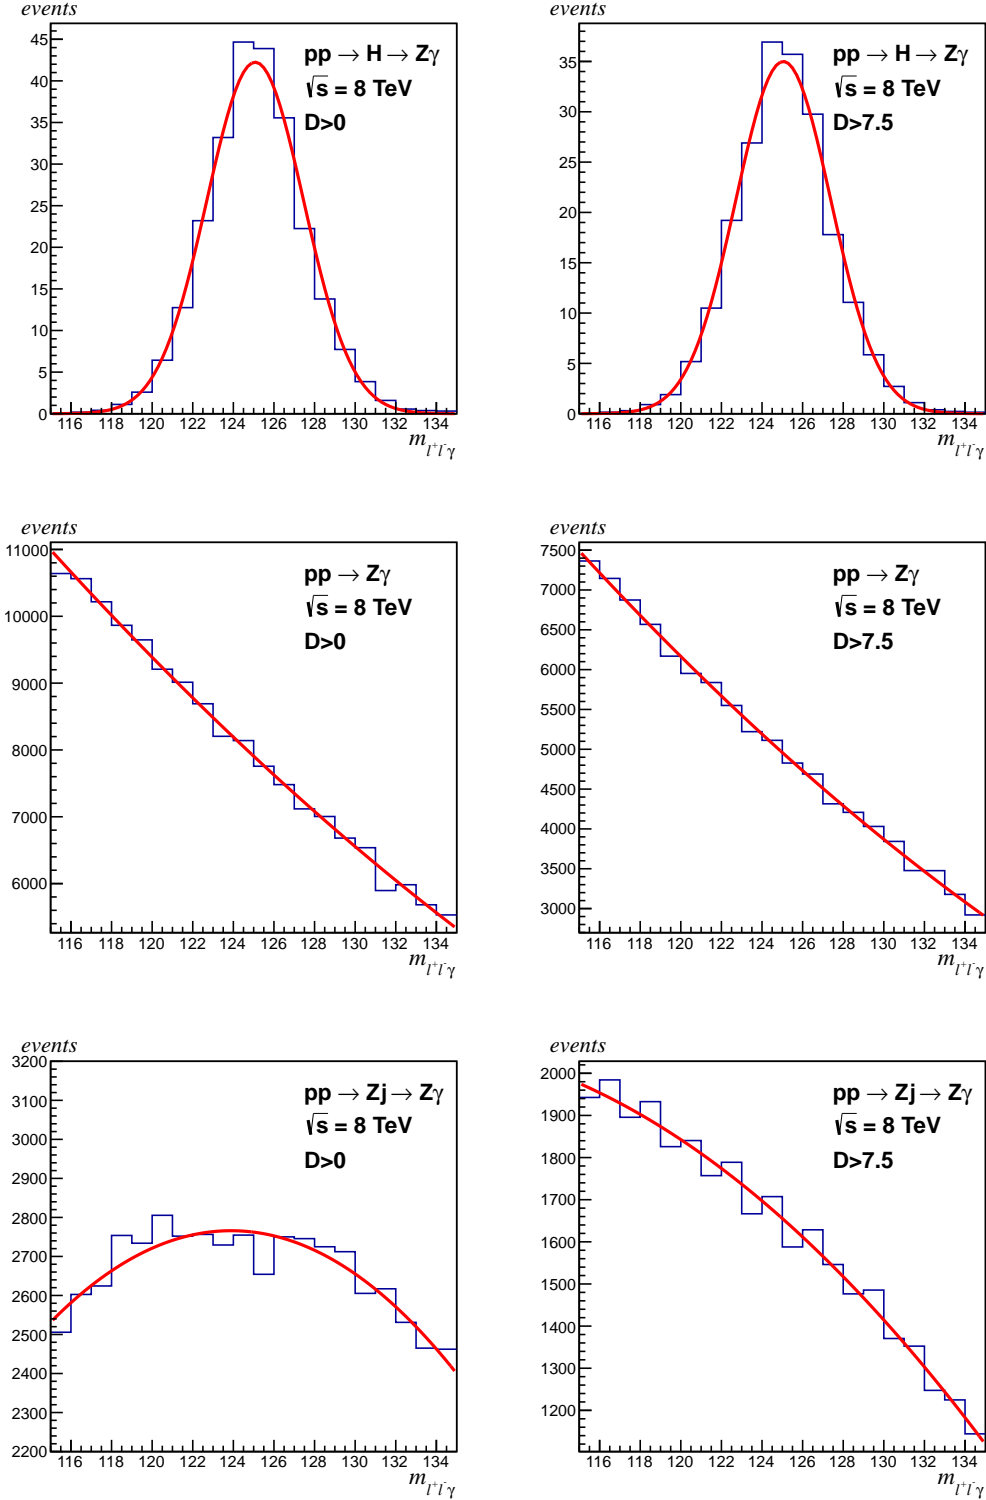 events
pp → H → Zγ
√s = 8 TeV
D>0
45
40
35
30
25
20
15
10
5
0
116 118 120 122 124 126 128 130 132 134
m_{l⁺l⁻γ}
events
pp → H → Zγ
√s = 8 TeV
D>7.5
35
30
25
20
15
10
5
0
116 118 120 122 124 126 128 130 132 134
m_{l⁺l⁻γ}
events
pp → Zγ
√s = 8 TeV
D>0
11000
10000
9000
8000
7000
6000
116 118 120 122 124 126 128 130 132 134
m_{l⁺l⁻γ}
events
pp → Zγ
√s = 8 TeV
D>7.5
7500
7000
6500
6000
5500
5000
4500
4000
3500
3000
116 118 120 122 124 126 128 130 132 134
m_{l⁺l⁻γ}
events
pp → Zj → Zγ
√s = 8 TeV
D>0
3200
3100
3000
2900
2800
2700
2600
2500
2400
2300
2200
116 118 120 122 124 126 128 130 132 134
m_{l⁺l⁻γ}
events
pp → Zj → Zγ
√s = 8 TeV
D>7.5
2000
1900
1800
1700
1600
1500
1400
1300
1200
116 118 120 122 124 126 128 130 132 134
m_{l⁺l⁻γ}